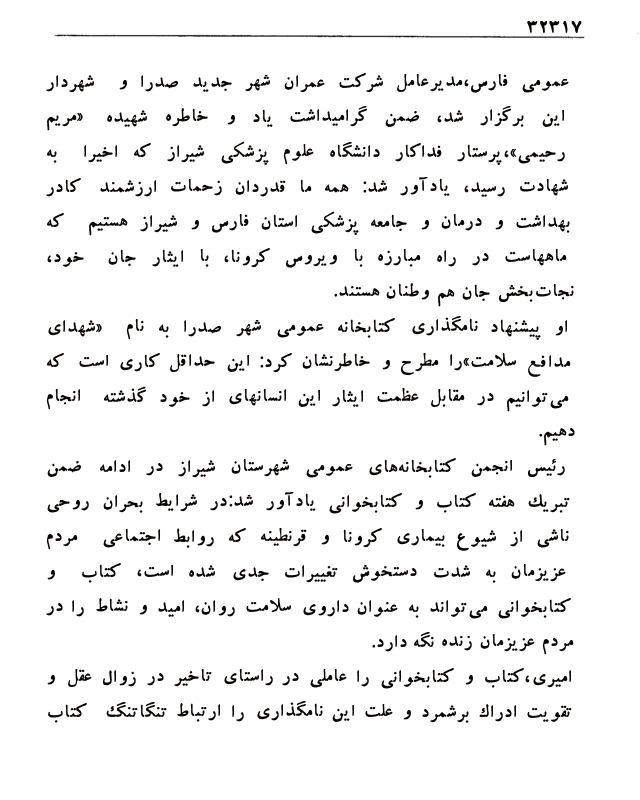 ۳۲۳۱۷
عمومی فارس،مدیرعامل شرکت عمران شهر جدید صدرا و شهردار
این برگزار شد، ضمن گرامیداشت یاد و خاطره شهیده «مریم
رحیمی»،پرستار فداکار دانشگاه علوم پزشکی شیراز که اخیرا به
شهادت رسید، یادآور شد: همه ما قدردان زحمات ارزشمند کادر
بهداشت و درمان و جامعه پزشکی استان فارس و شیراز هستیم که
ماههاست در راه مبارزه با ویروس کرونا، با ایثار جان خود،
نجات‌بخش جان هم وطنان هستند.
او پیشنهاد نامگذاری کتابخانه عمومی شهر صدرا به نام «شهدای
مدافع سلامت»را مطرح و خاطرنشان کرد: این حداقل کاری است که
می‌توانیم در مقابل عظمت ایثار این انسانهای از خود گذشته انجام
دهیم.
رئیس انجمن کتابخانه‌های عمومی شهرستان شیراز در ادامه ضمن
تبریك هفته کتاب و کتابخوانی یادآور شد:در شرایط بحران روحی
ناشی از شیوع بیماری کرونا و قرنطینه که روابط اجتماعی مردم
عزیزمان به شدت دستخوش تغییرات جدی شده است، کتاب و
کتابخوانی می‌تواند به عنوان داروی سلامت روان، امید و نشاط را در
مردم عزیزمان زنده نگه دارد.
امیری،کتاب و کتابخوانی را عاملی در راستای تاخیر در زوال عقل و
تقویت ادراك برشمرد و علت این نامگذاری را ارتباط تنگاتنگ کتاب